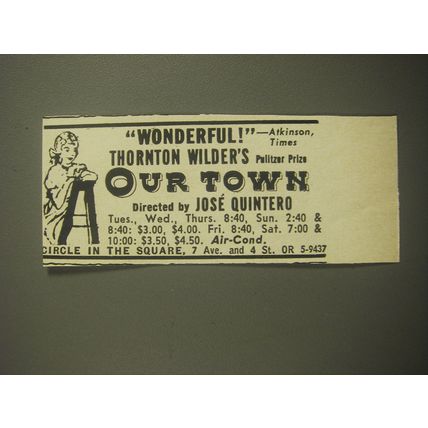 "WONDERFUL!"—Atkinson, Times
THORNTON WILDER'S Pulitzer Prize
OUR TOWN
Directed by JOSÉ QUINTERO
Tues., Wed., Thurs. 8:40, Sun. 2:40 &
8:40: $3.00, $4.00. Fri. 8:40, Sat. 7:00 &
10:00: $3.50, $4.50. Air-Cond.
CIRCLE IN THE SQUARE, 7 Ave. and 4 St. OR 5-9437